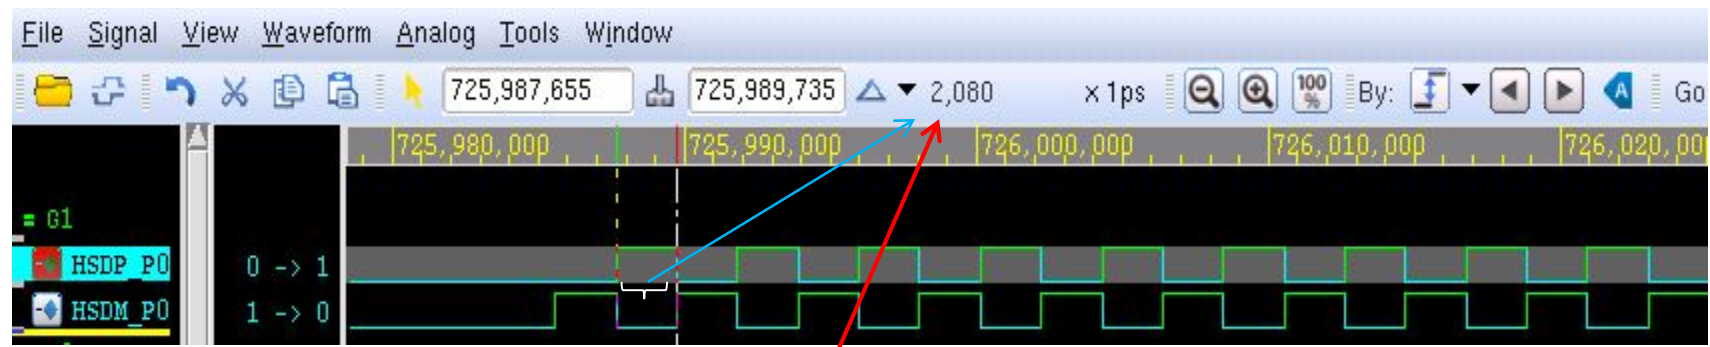 File Signal View Waveform Analog Tools Window
725,987,655 725,989,735 2,080 x 1ps 100 % By: A Go
725,980,000 725,990,000 726,000,000 726,010,000 726,020,00
= G1
HSDP_P0 0 -> 1
HSDM_P0 1 -> 0